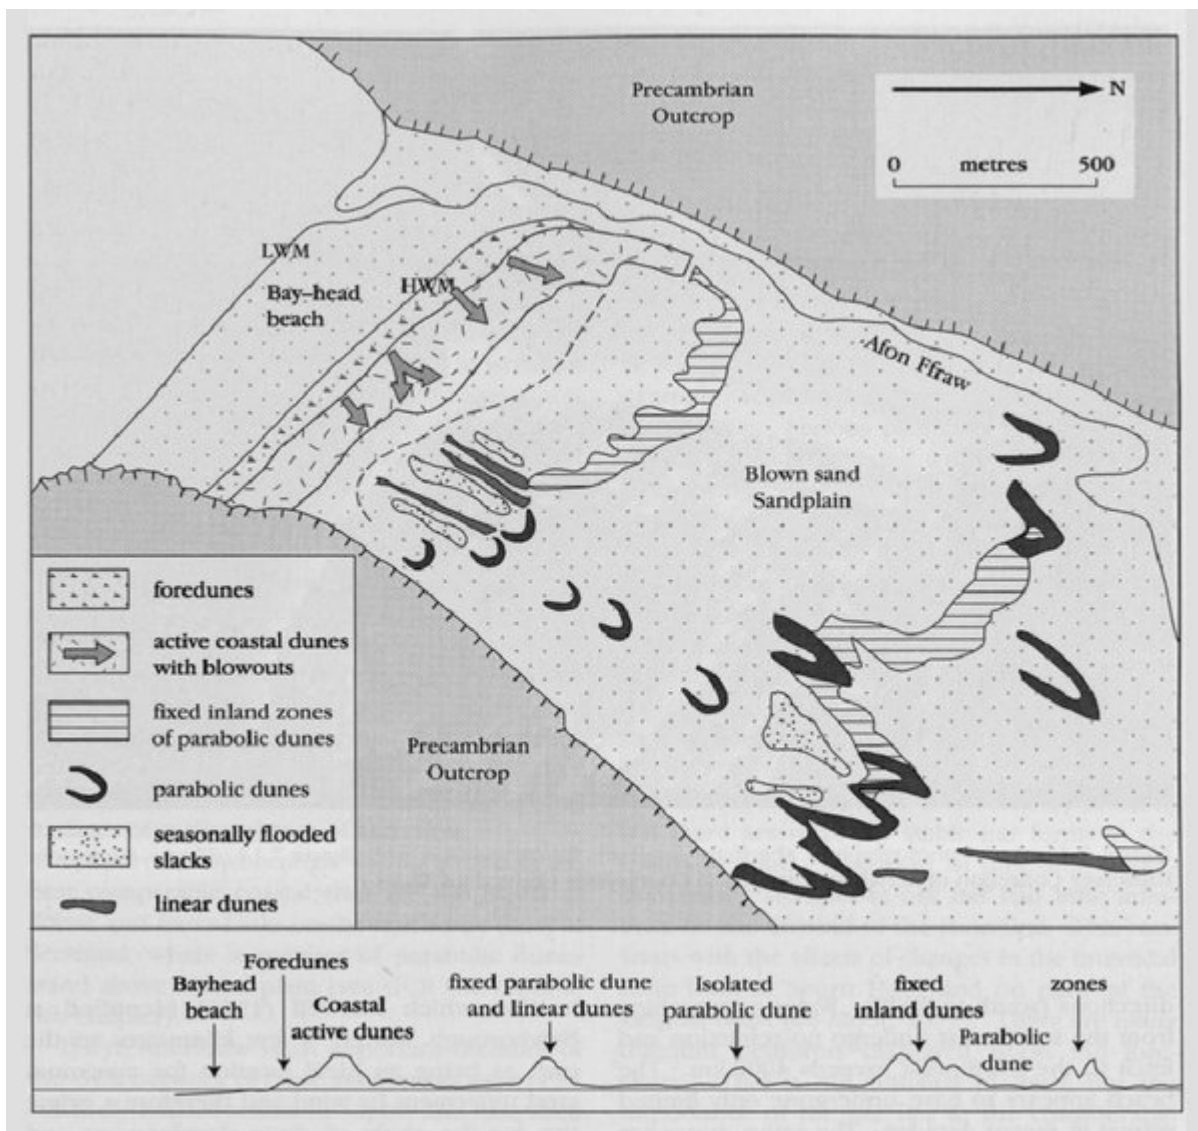 Precambrian
Outcrop
N
0 metres 500
LWM
HWM
Bay-head
beach
Afon Ffraw
Blown sand
Sandplain
Precambrian
Outcrop
foredunes
active coastal dunes
with blowouts
fixed inland zones
of parabolic dunes
parabolic dunes
seasonally flooded
slacks
linear dunes
Bayhead
beach
Foredunes
Coastal
active dunes
fixed parabolic dune
and linear dunes
Isolated
parabolic dune
fixed
inland dunes
Parabolic
dune
zones